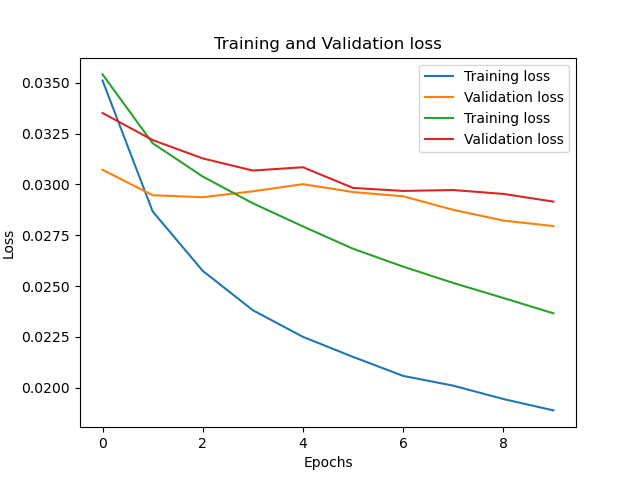 Training and Validation loss
Training loss
Validation loss
Training loss
Validation loss
0.0350
0.0325
0.0300
0.0275
0.0250
0.0225
0.0200
Loss
0 2 4 6 8
Epochs